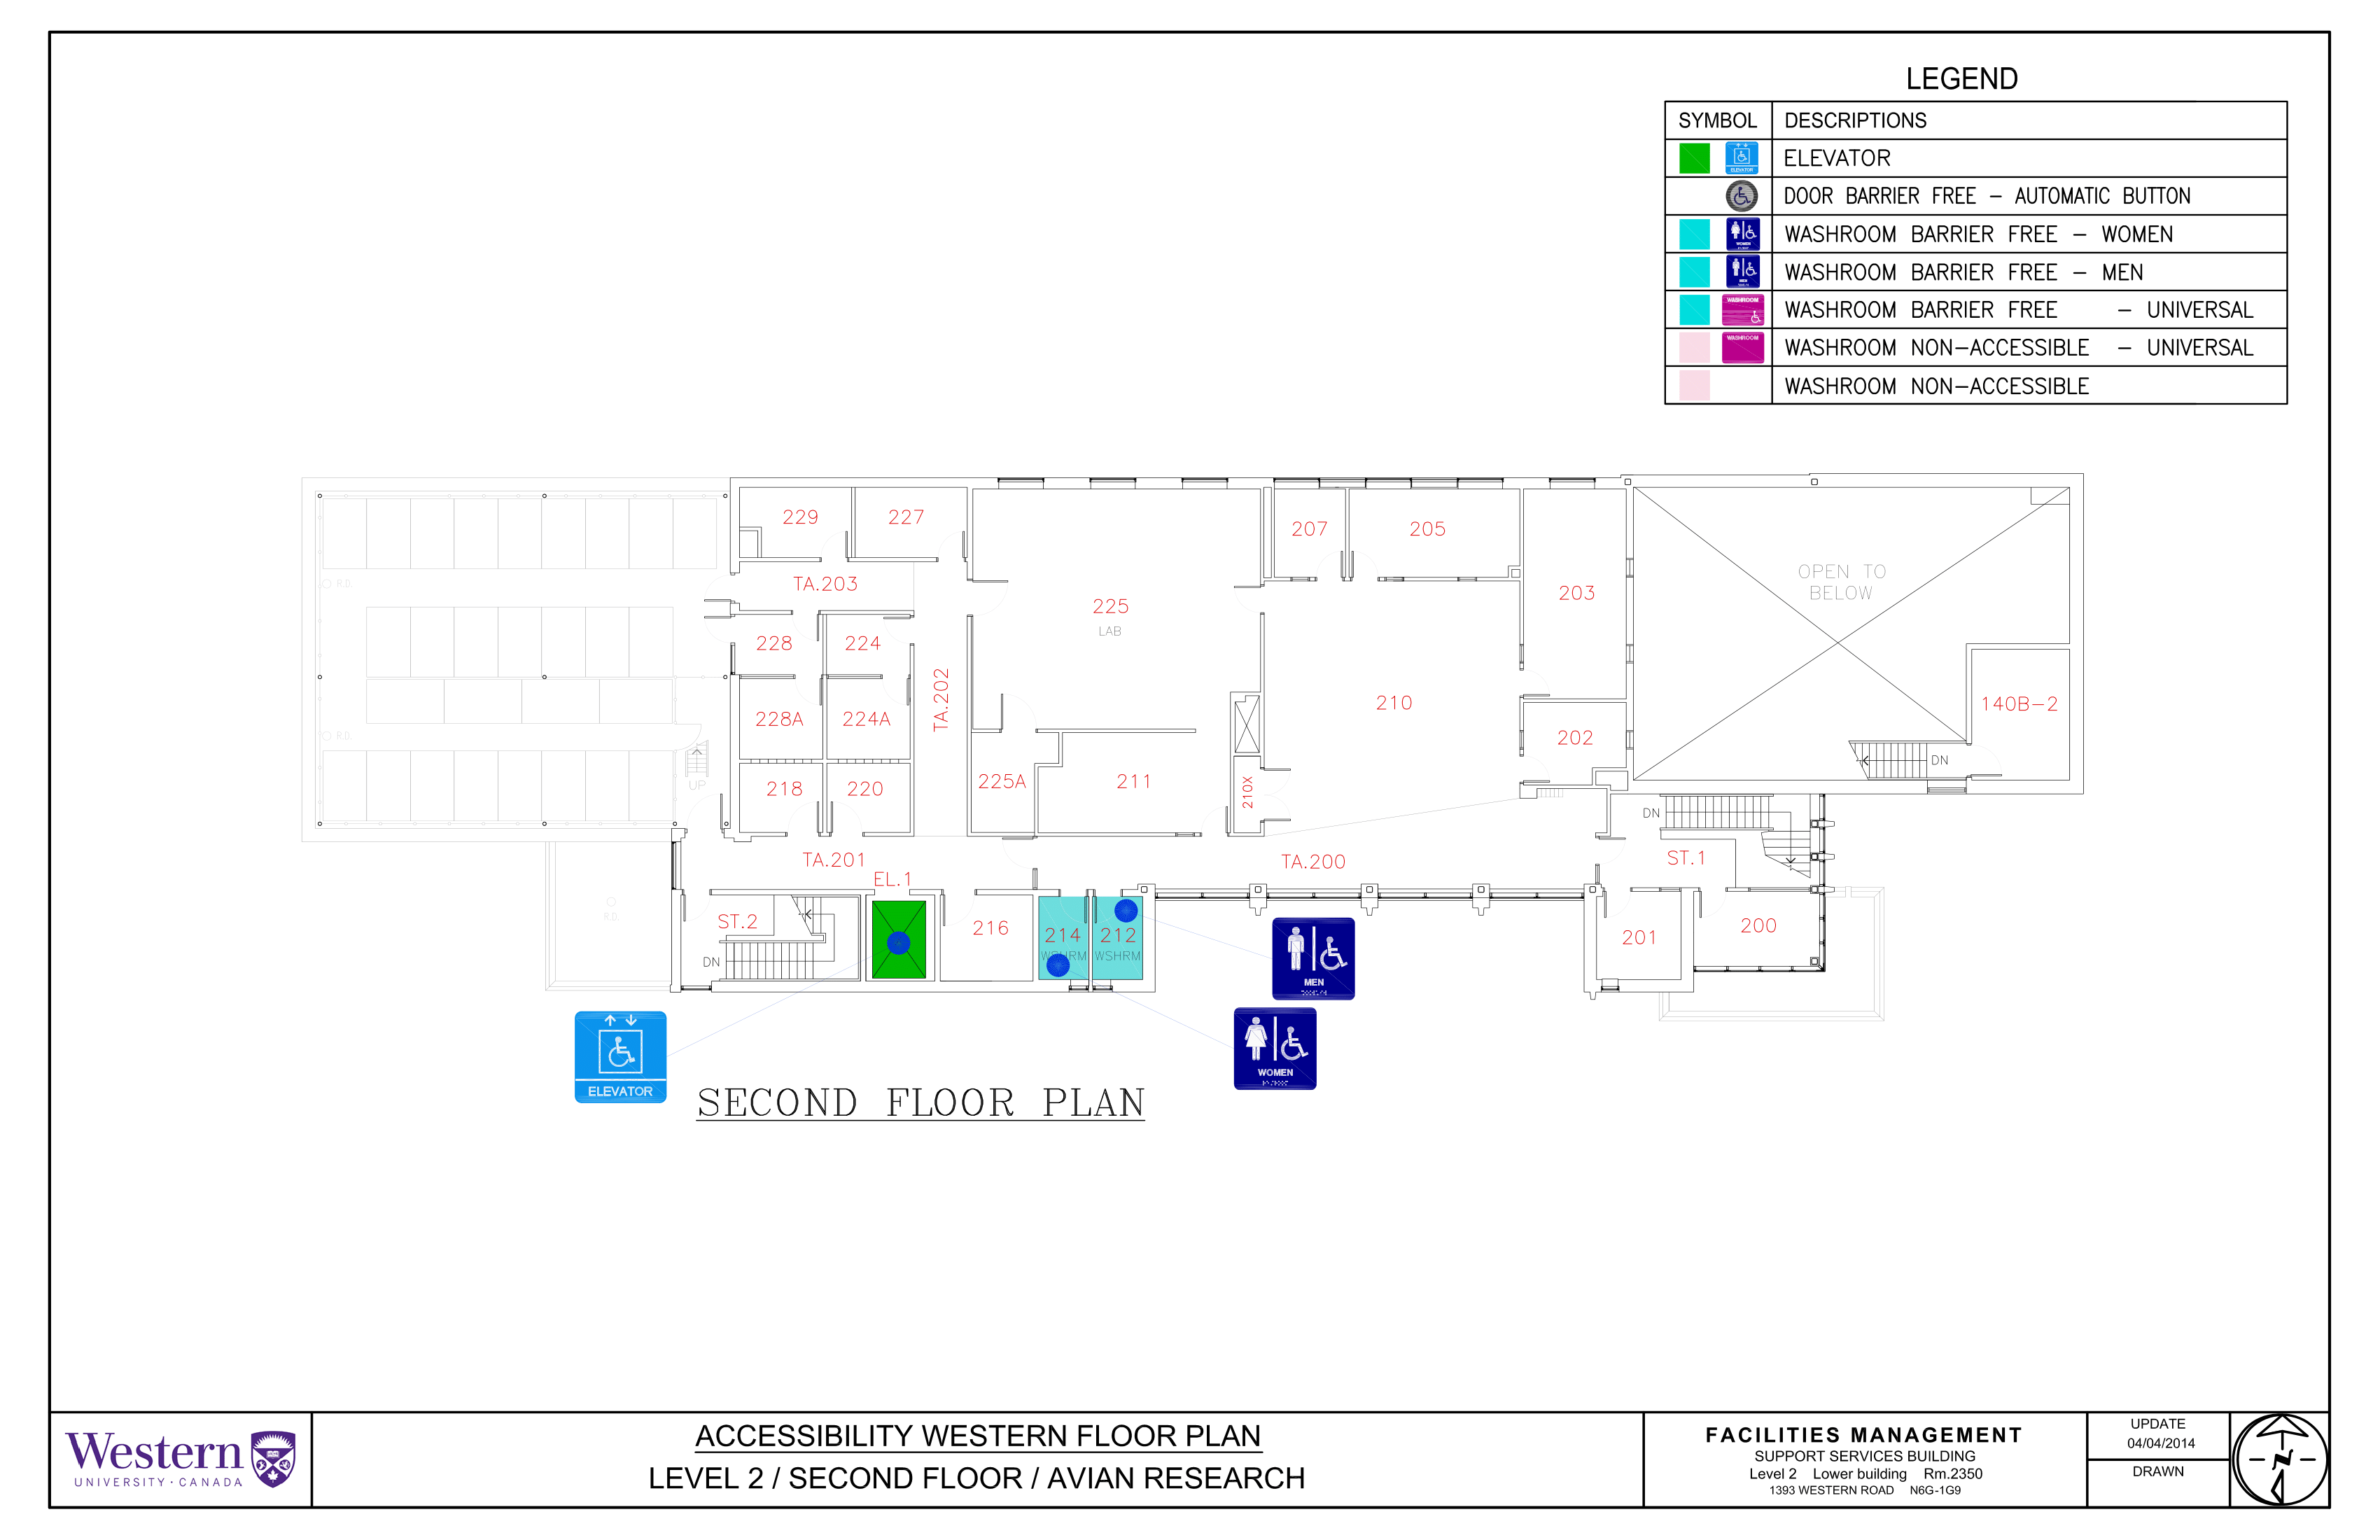 LEGEND
SYMBOL DESCRIPTIONS
ELEVATOR ELEVATOR
DOOR BARRIER FREE - AUTOMATIC BUTTON
WOMEN WASHROOM BARRIER FREE - WOMEN
MEN WASHROOM BARRIER FREE - MEN
WASHROOM WASHROOM BARRIER FREE - UNIVERSAL
WASHROOM WASHROOM NON-ACCESSIBLE - UNIVERSAL
WASHROOM NON-ACCESSIBLE
229 227 207 205
R.D. TA.203 225 203 OPEN TO
BELOW
LAB
228 224
TA.202
228A 224A 210 140B-2
R.D. 202
UP 218 220 225A 211 210X DN
DN
TA.201 TA.200 ST.1
EL.1
R.D. ST.2 216 214 212 201 200
WSHRM WSHRM
DN
MEN
WOMEN
ELEVATOR
SECOND FLOOR PLAN
Western
UNIVERSITY · CANADA
ACCESSIBILITY WESTERN FLOOR PLAN
LEVEL 2 / SECOND FLOOR / AVIAN RESEARCH
FACILITIES MANAGEMENT
SUPPORT SERVICES BUILDING
Level 2 Lower building Rm.2350
1393 WESTERN ROAD N6G-1G9
UPDATE
04/04/2014
DRAWN
N